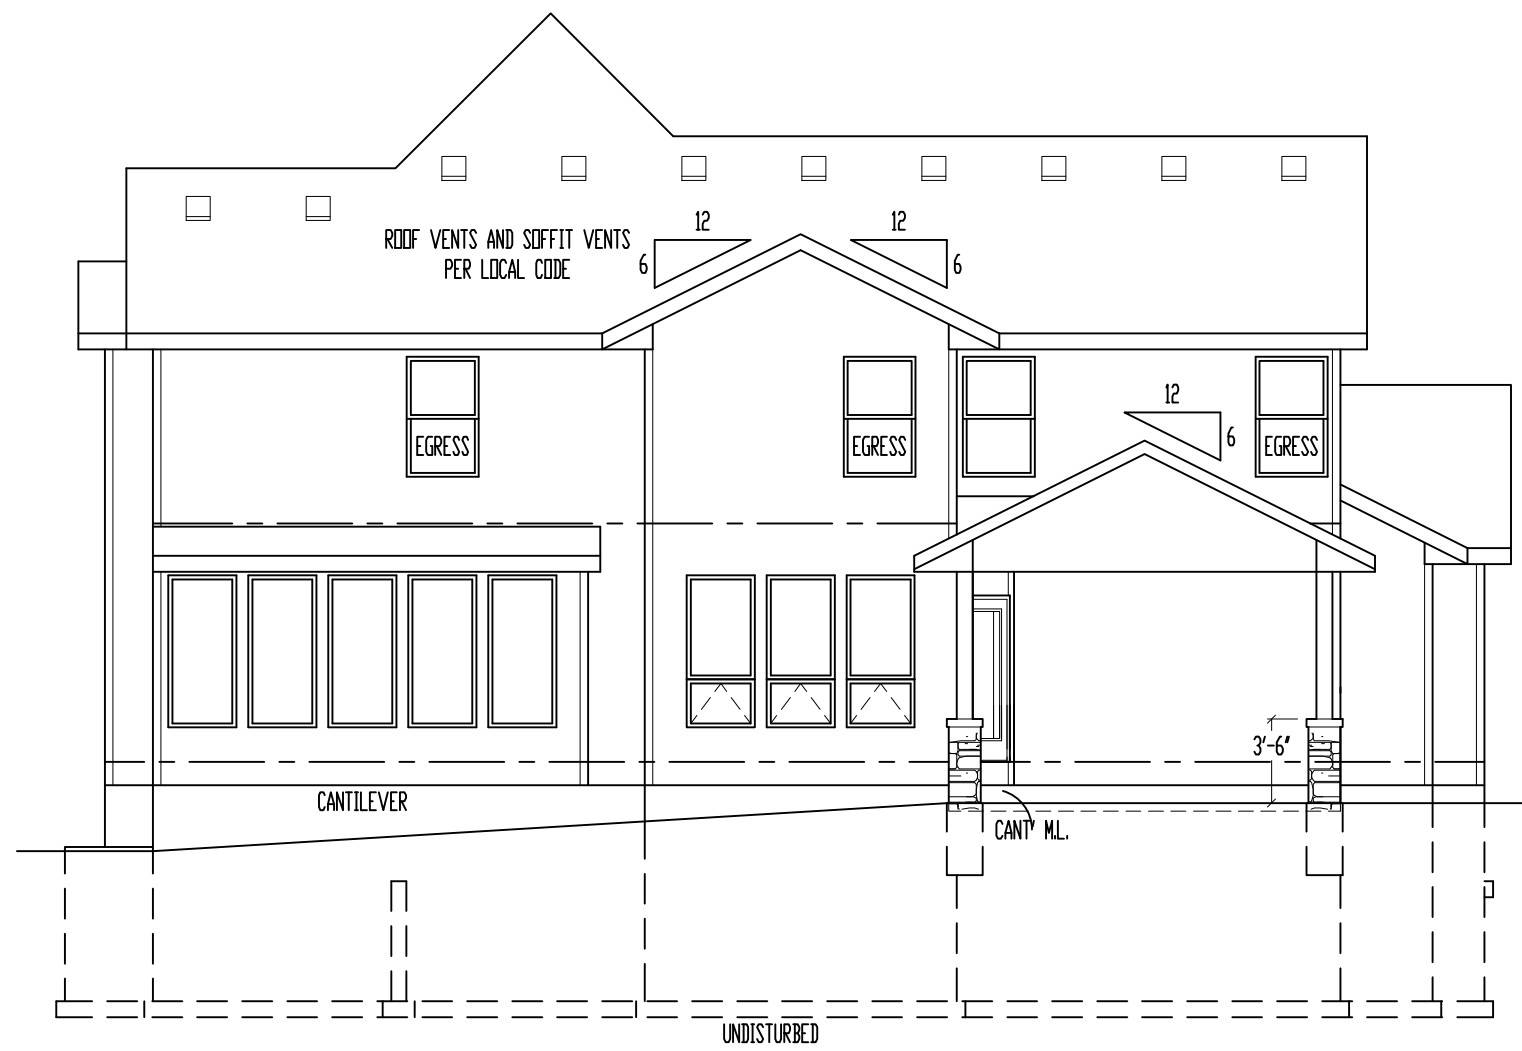 12
12
ROOF VENTS AND SOFFIT VENTS
PER LOCAL CODE
6
6
12
6
EGRESS
EGRESS
EGRESS
3'-6"
CANTILEVER
CANT' M.L.
UNDISTURBED